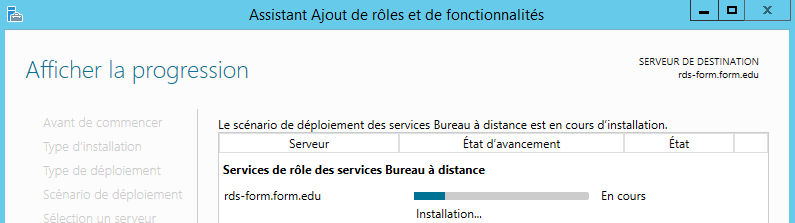 Assistant Ajout de rôles et de fonctionnalités
Afficher la progression
SERVEUR DE DESTINATION
rds-form.form.edu
Avant de commencer
Type d'installation
Type de déploiement
Scénario de déploiement
Sélection un serveur
Le scénario de déploiement des services Bureau à distance est en cours d'installation.
Serveur État d'avancement État
Services de rôle des services Bureau à distance
rds-form.form.edu En cours
Installation...